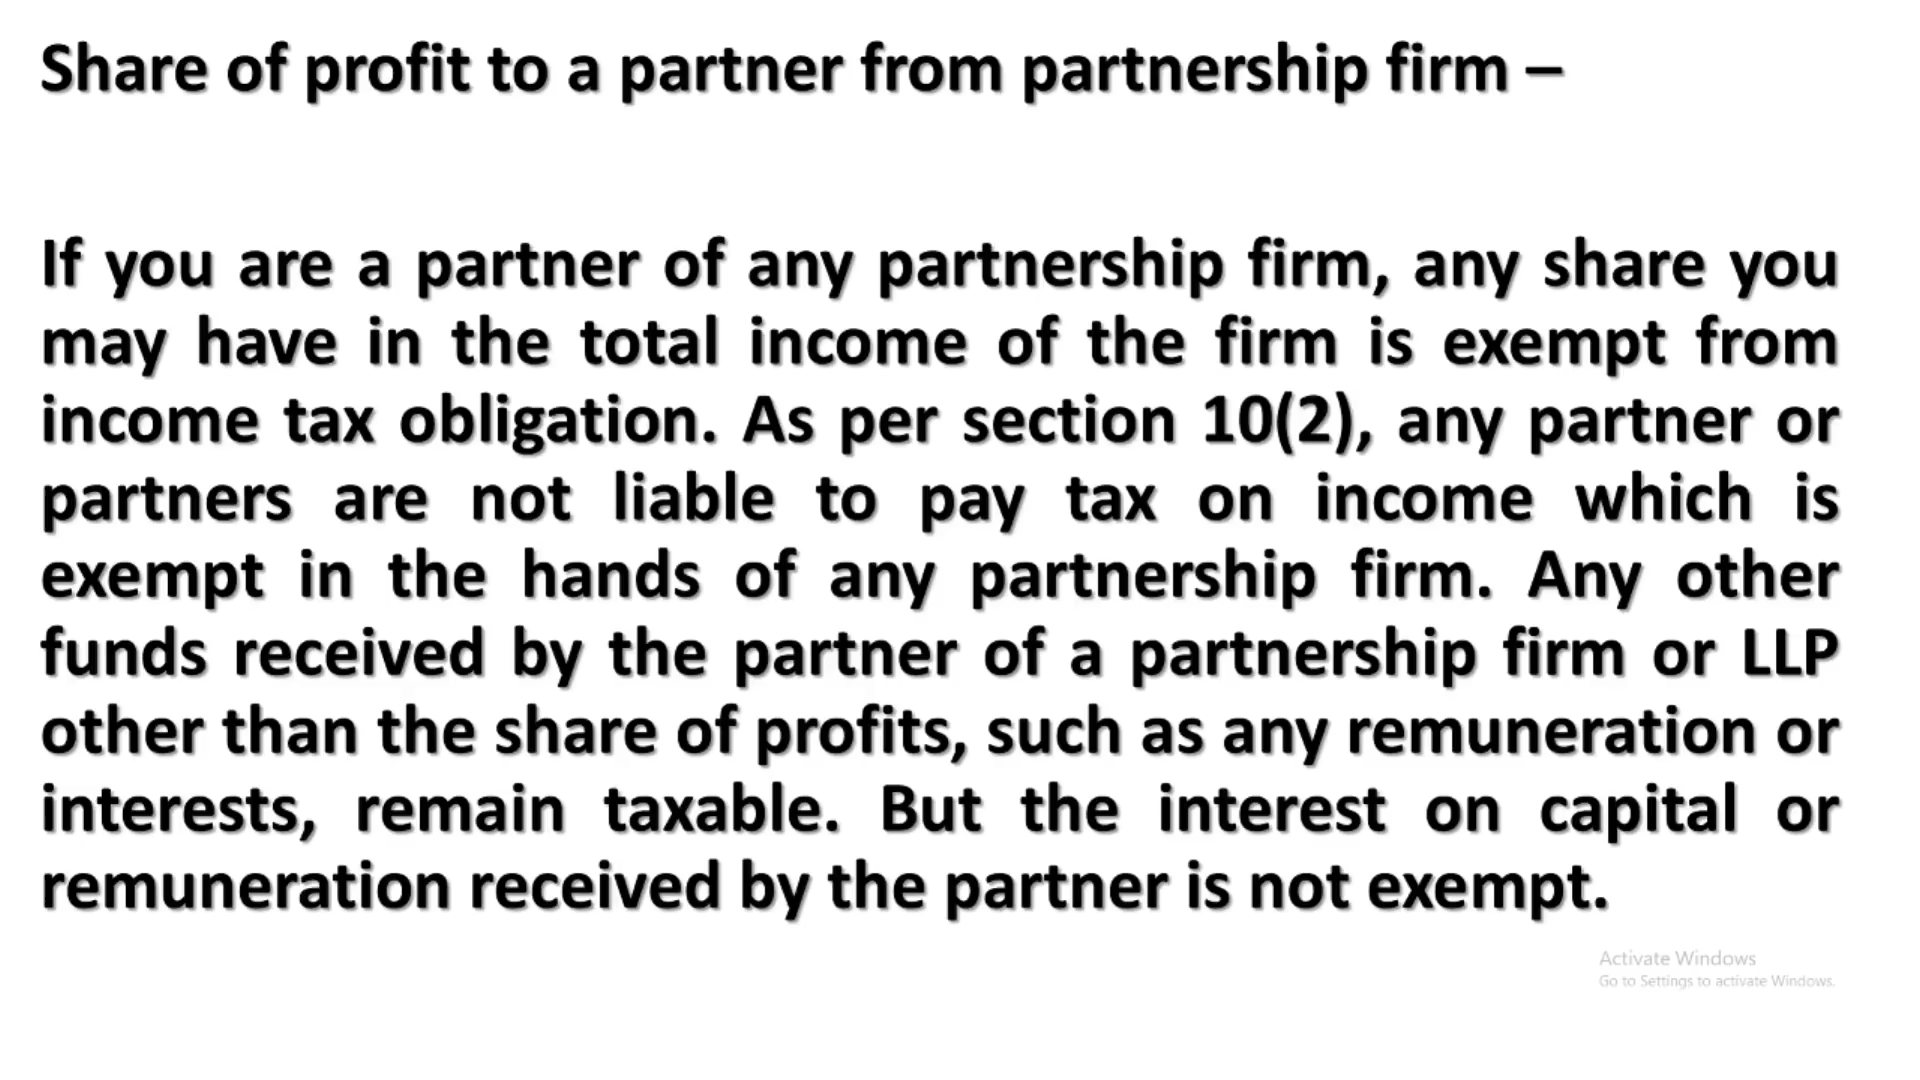 Share of profit to a partner from partnership firm –
If you are a partner of any partnership firm, any share you
may have in the total income of the firm is exempt from
income tax obligation. As per section 10(2), any partner or
partners are not liable to pay tax on income which is
exempt in the hands of any partnership firm. Any other
funds received by the partner of a partnership firm or LLP
other than the share of profits, such as any remuneration or
interests, remain taxable. But the interest on capital or
remuneration received by the partner is not exempt.
Activate Windows
Go to Settings to activate Windows.